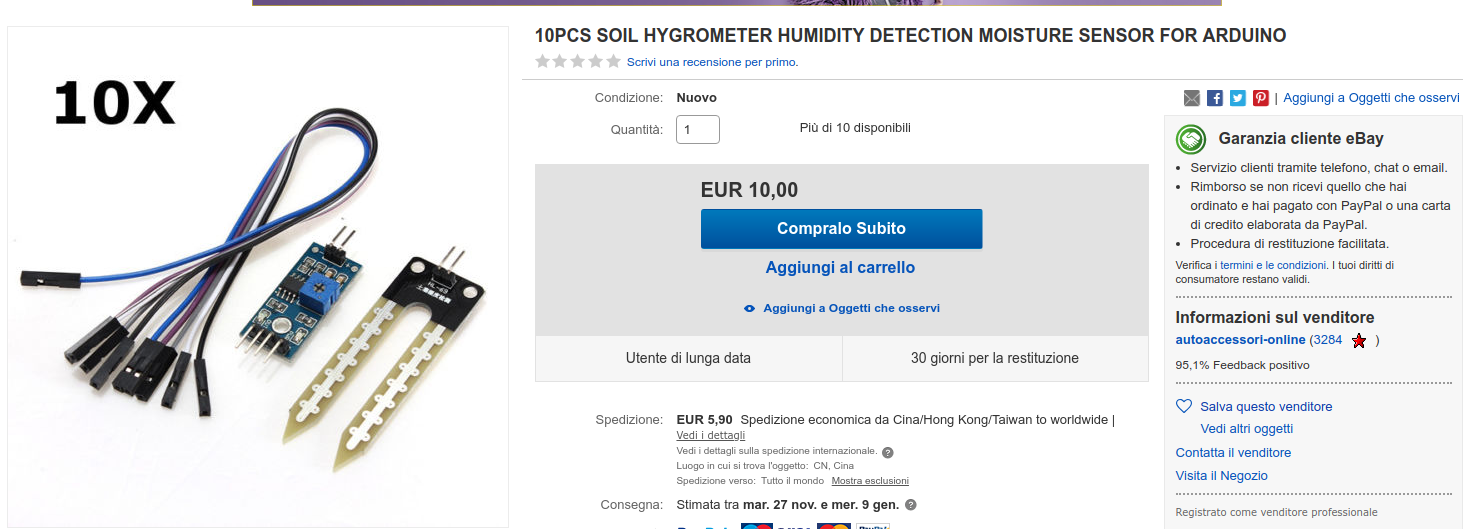 10X
HL-69
10PCS SOIL HYGROMETER HUMIDITY DETECTION MOISTURE SENSOR FOR ARDUINO
Scrivi una recensione per primo.
Condizione: Nuovo
Quantità: 1 Più di 10 disponibili
EUR 10,00
Compralo Subito
Aggiungi al carrello
Aggiungi a Oggetti che osservi
Utente di lunga data 30 giorni per la restituzione
Spedizione: EUR 5,90 Spedizione economica da Cina/Hong Kong/Taiwan to worldwide |
Vedi i dettagli
Vedi i dettagli sulla spedizione internazionale. ?
Luogo in cui si trova l'oggetto: CN, Cina
Spedizione verso: Tutto il mondo Mostra esclusioni
Consegna: Stimata tra mar. 27 nov. e mer. 9 gen. ?
| Aggiungi a Oggetti che osservi
Garanzia cliente eBay
• Servizio clienti tramite telefono, chat o email.
• Rimborso se non ricevi quello che hai
ordinato e hai pagato con PayPal o una carta
di credito elaborata da PayPal.
• Procedura di restituzione facilitata.
Verifica i termini e le condizioni. I tuoi diritti di
consumatore restano validi.
Informazioni sul venditore
autoaccessori-online (3284 )
95,1% Feedback positivo
Salva questo venditore
Vedi altri oggetti
Contatta il venditore
Visita il Negozio
Registrato come venditore professionale